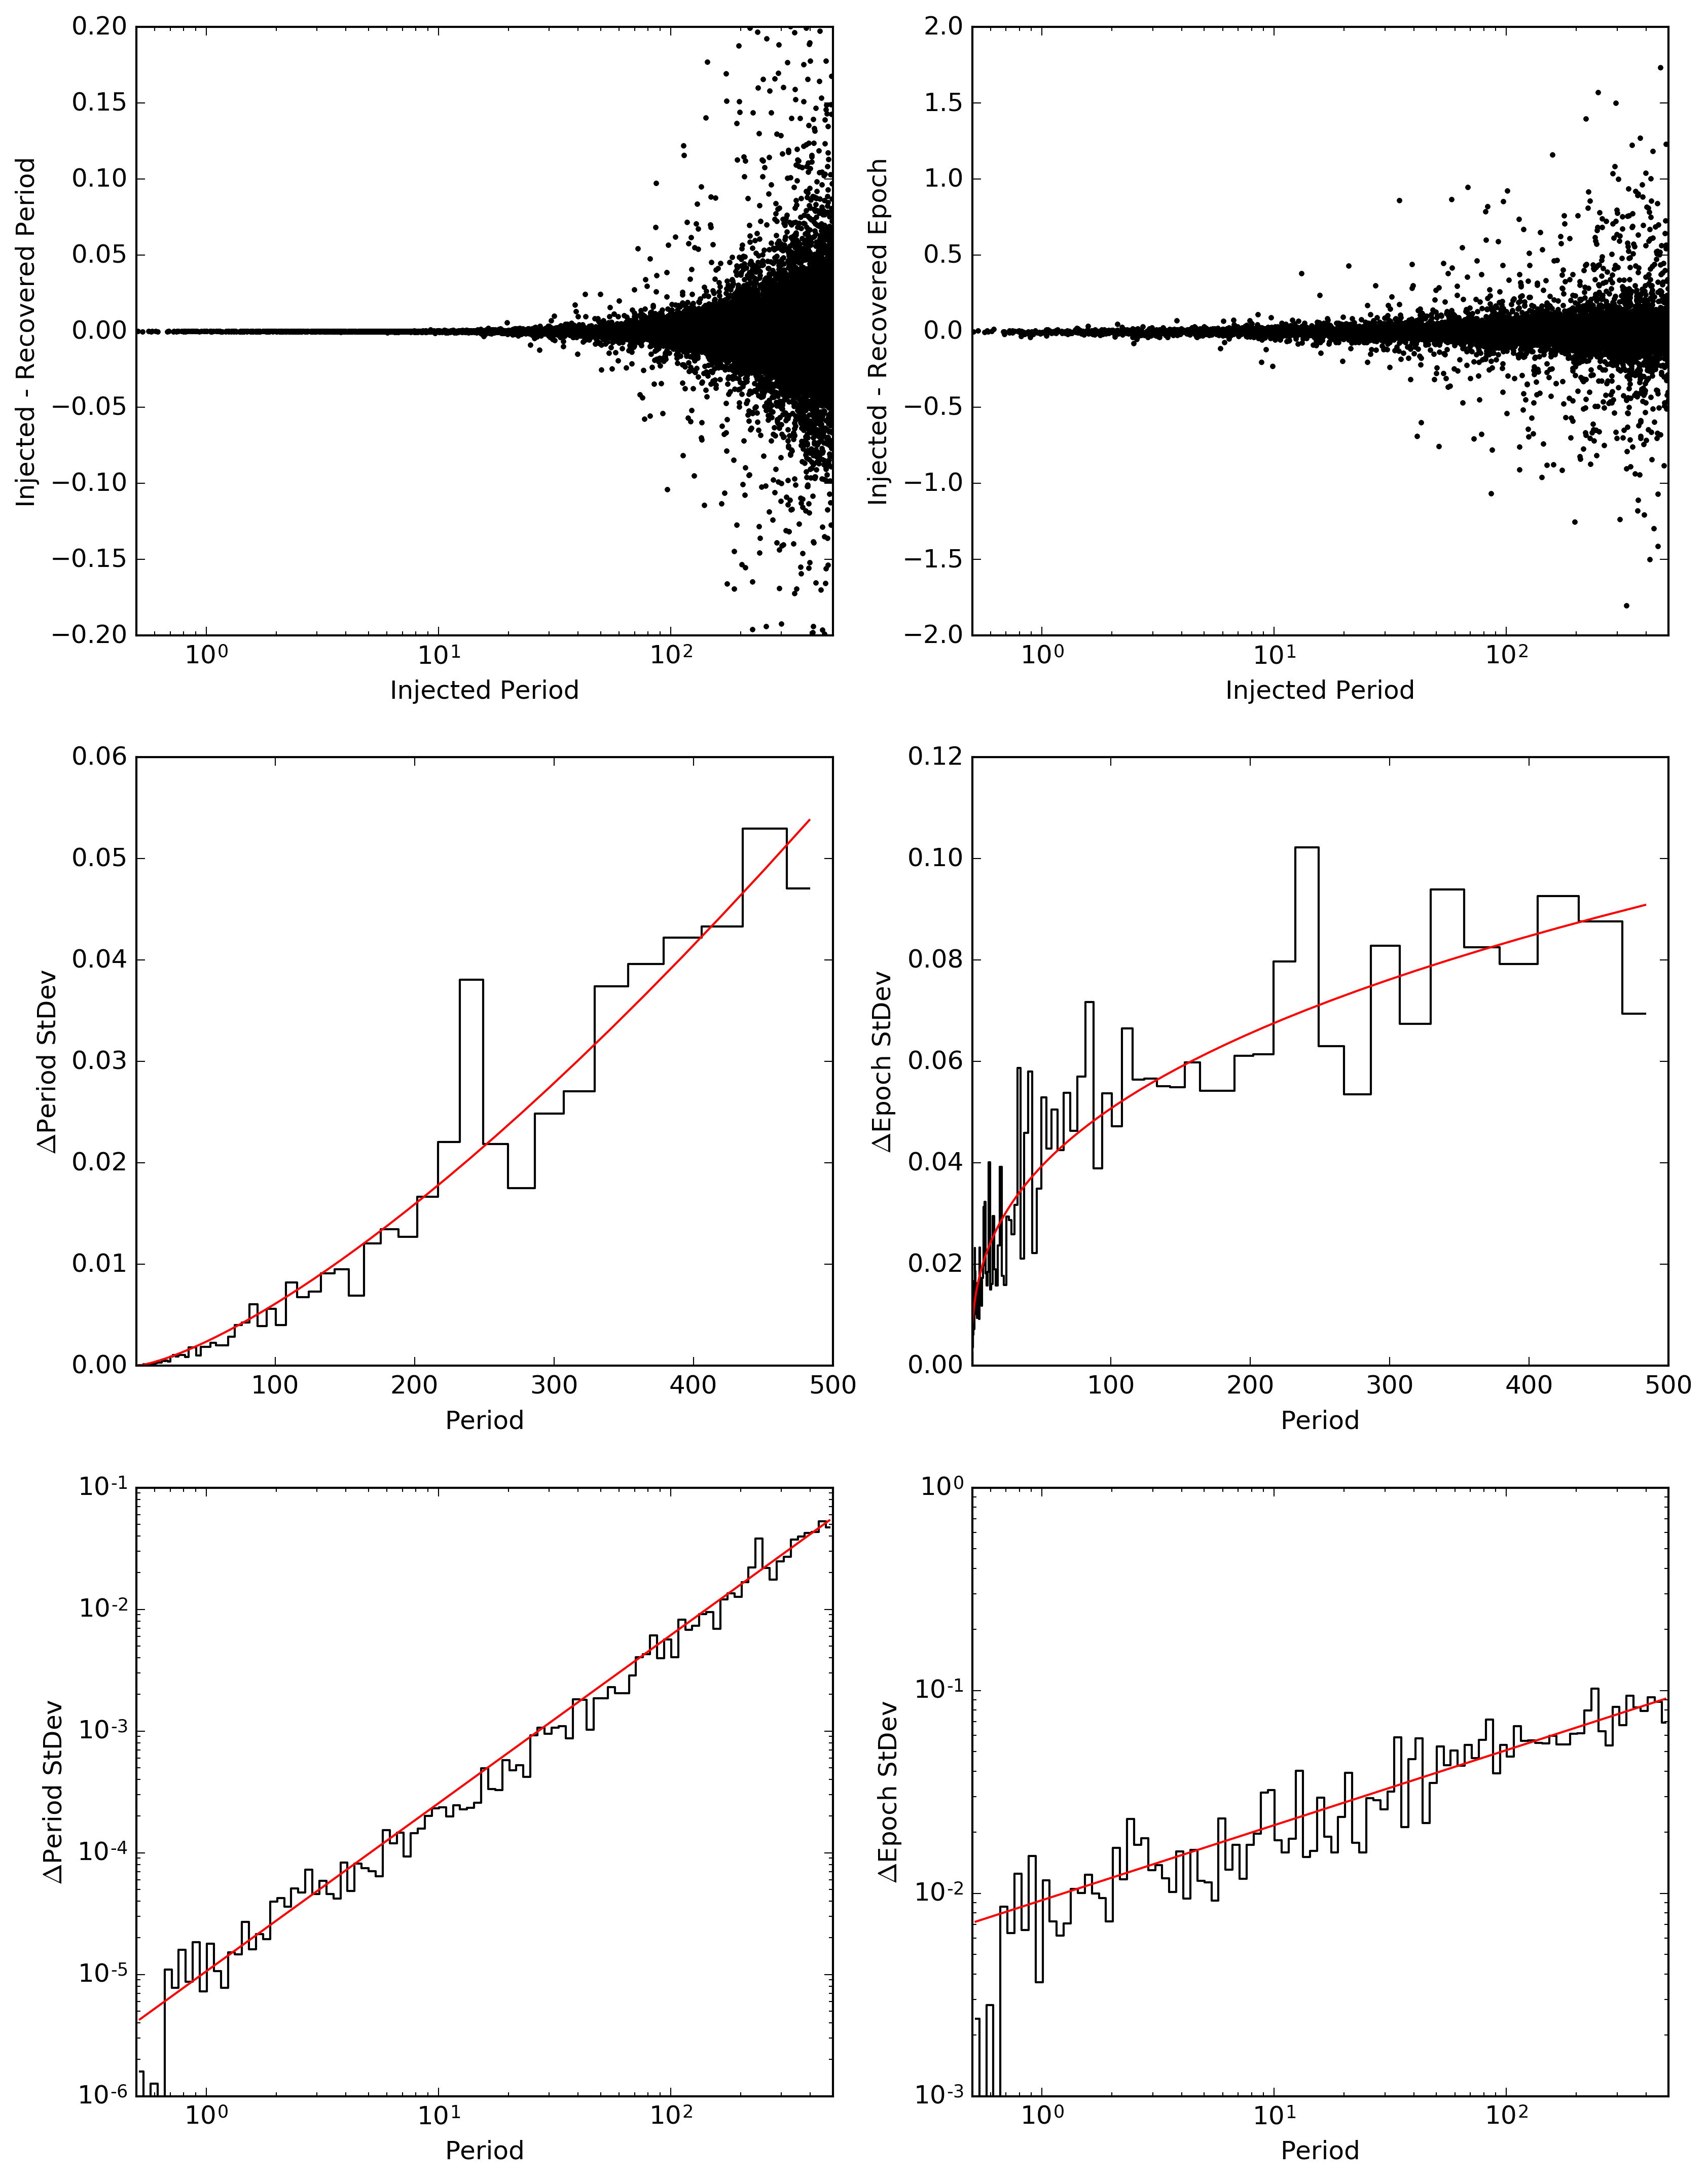 0.20
0.15
0.10
0.05
0.00
−0.05
−0.10
−0.15
−0.20
Injected - Recovered Period
10⁰ 10¹ 10²
Injected Period
2.0
1.5
1.0
0.5
0.0
−0.5
−1.0
−1.5
−2.0
Injected - Recovered Epoch
10⁰ 10¹ 10²
Injected Period
0.06
0.05
0.04
0.03
0.02
0.01
0.00
ΔPeriod StDev
100 200 300 400 500
Period
0.12
0.10
0.08
0.06
0.04
0.02
0.00
ΔEpoch StDev
100 200 300 400 500
Period
10⁻¹
10⁻²
10⁻³
10⁻⁴
10⁻⁵
10⁻⁶
ΔPeriod StDev
10⁰ 10¹ 10²
Period
10⁰
10⁻¹
10⁻²
10⁻³
ΔEpoch StDev
10⁰ 10¹ 10²
Period